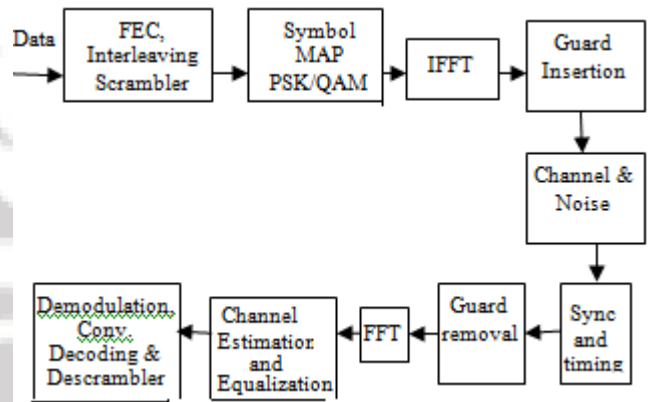 Data
FEC,
Interleaving
Scrambler
Symbol
MAP
PSK/QAM
IFFT
Guard
Insertion
Channel &
Noise
Sync
and
timing
Guard
removal
FFT
Channel
Estimation
and
Equalization
Demodulation,
Conv.
Decoding &
Descrambler